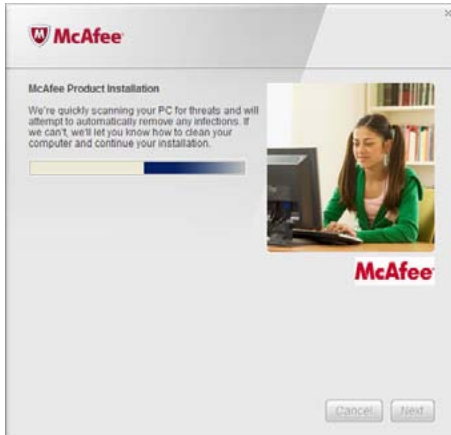 McAfee
McAfee Product Installation
We're quickly scanning your PC for threats and will
attempt to automatically remove any infections. If
we can't, we'll let you know how to clean your
computer and continue your installation.
McAfee
Cancel
Next